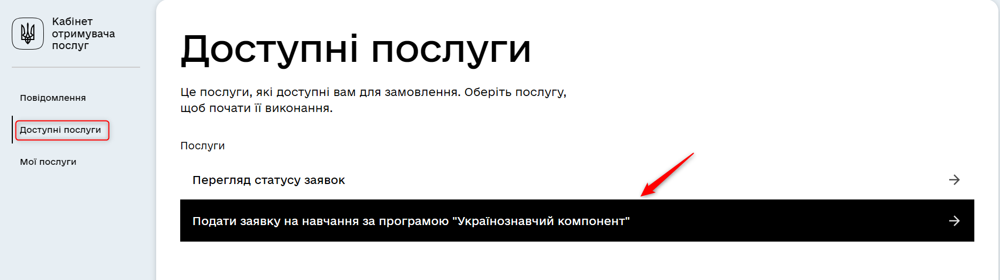 Кабінет
отримувача
послуг
Повідомлення
Доступні послуги
Мої послуги
Доступні послуги
Це послуги, які доступні вам для замовлення. Оберіть послугу,
щоб почати її виконання.
Послуги
Перегляд статусу заявок
Подати заявку на навчання за програмою "Українознавчий компонент"